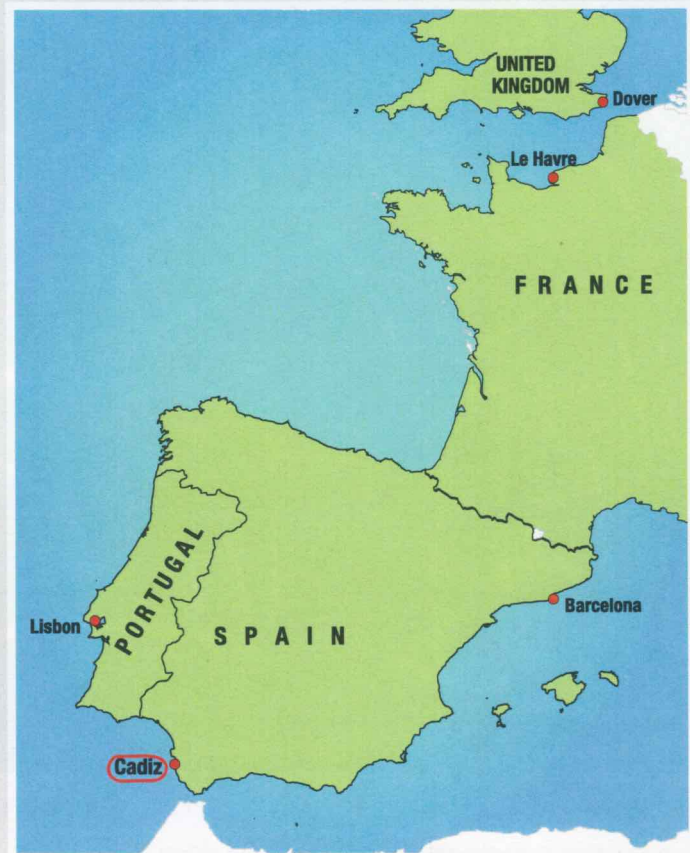 UNITED
KINGDOM
Dover
Le Havre
FRANCE
PORTUGAL
Lisbon
SPAIN
Barcelona
Cadiz